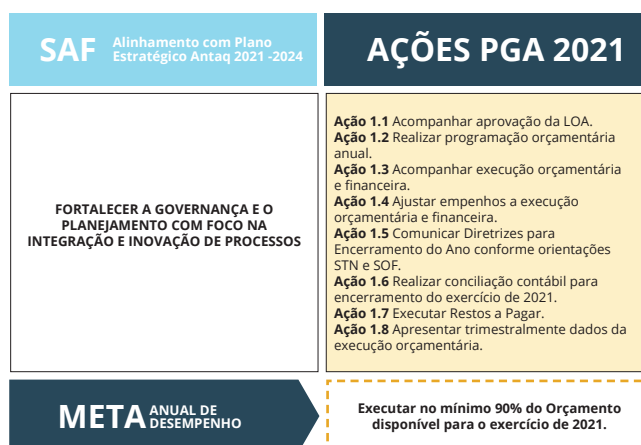 SAF
Alinhamento com Plano
Estratégico Antaq 2021 -2024
AÇÕES PGA 2021
FORTALECER A GOVERNANÇA E O
PLANEJAMENTO COM FOCO NA
INTEGRAÇÃO E INOVAÇÃO DE PROCESSOS
Ação 1.1 Acompanhar aprovação da LOA.
Ação 1.2 Realizar programação orçamentária
anual.
Ação 1.3 Acompanhar execução orçamentária
e financeira.
Ação 1.4 Ajustar empenhos a execução
orçamentária e financeira.
Ação 1.5 Comunicar Diretrizes para
Encerramento do Ano conforme orientações
STN e SOF.
Ação 1.6 Realizar conciliação contábil para
encerramento do exercício de 2021.
Ação 1.7 Executar Restos a Pagar.
Ação 1.8 Apresentar trimestralmente dados da
execução orçamentária.
META
ANUAL DE
DESEMPENHO
Executar no mínimo 90% do Orçamento
disponível para o exercício de 2021.